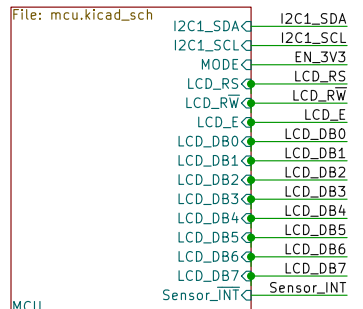 File: mcu.kicad_sch
I2C1_SDA I2C1_SDA
I2C1_SCL I2C1_SCL
MODE EN_3V3
LCD_RS LCD_RS
LCD_RW̅ LCD_RW̅
LCD_E LCD_E
LCD_DB0 LCD_DB0
LCD_DB1 LCD_DB1
LCD_DB2 LCD_DB2
LCD_DB3 LCD_DB3
LCD_DB4 LCD_DB4
LCD_DB5 LCD_DB5
LCD_DB6 LCD_DB6
LCD_DB7 LCD_DB7
Sensor_I̅N̅T̅ Sensor_INT
MCU